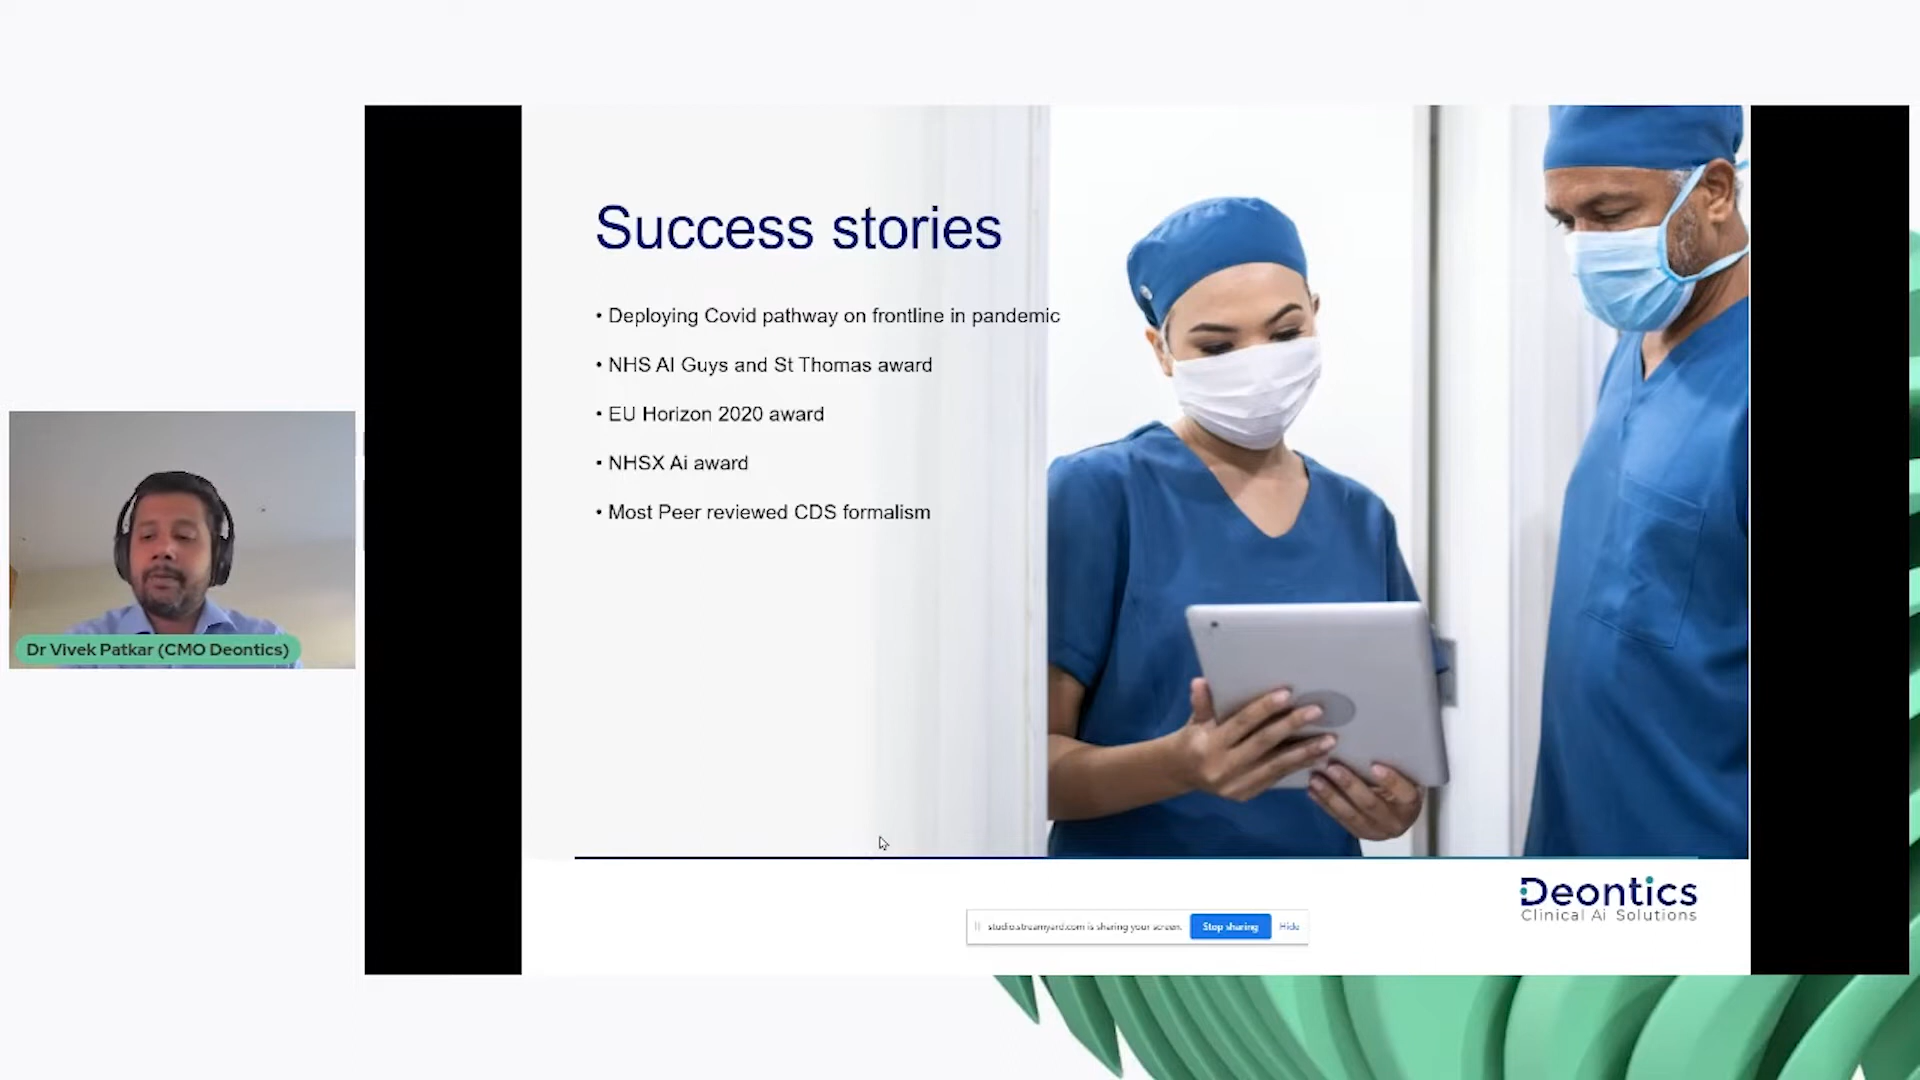 Success stories
• Deploying Covid pathway on frontline in pandemic
• NHS AI Guys and St Thomas award
• EU Horizon 2020 award
• NHSX Ai award
• Most Peer reviewed CDS formalism
Dr Vivek Patkar (CMO Deontics)
Deontics
Clinical Ai Solutions
studio.streamyard.com is sharing your screen. Stop sharing Hide